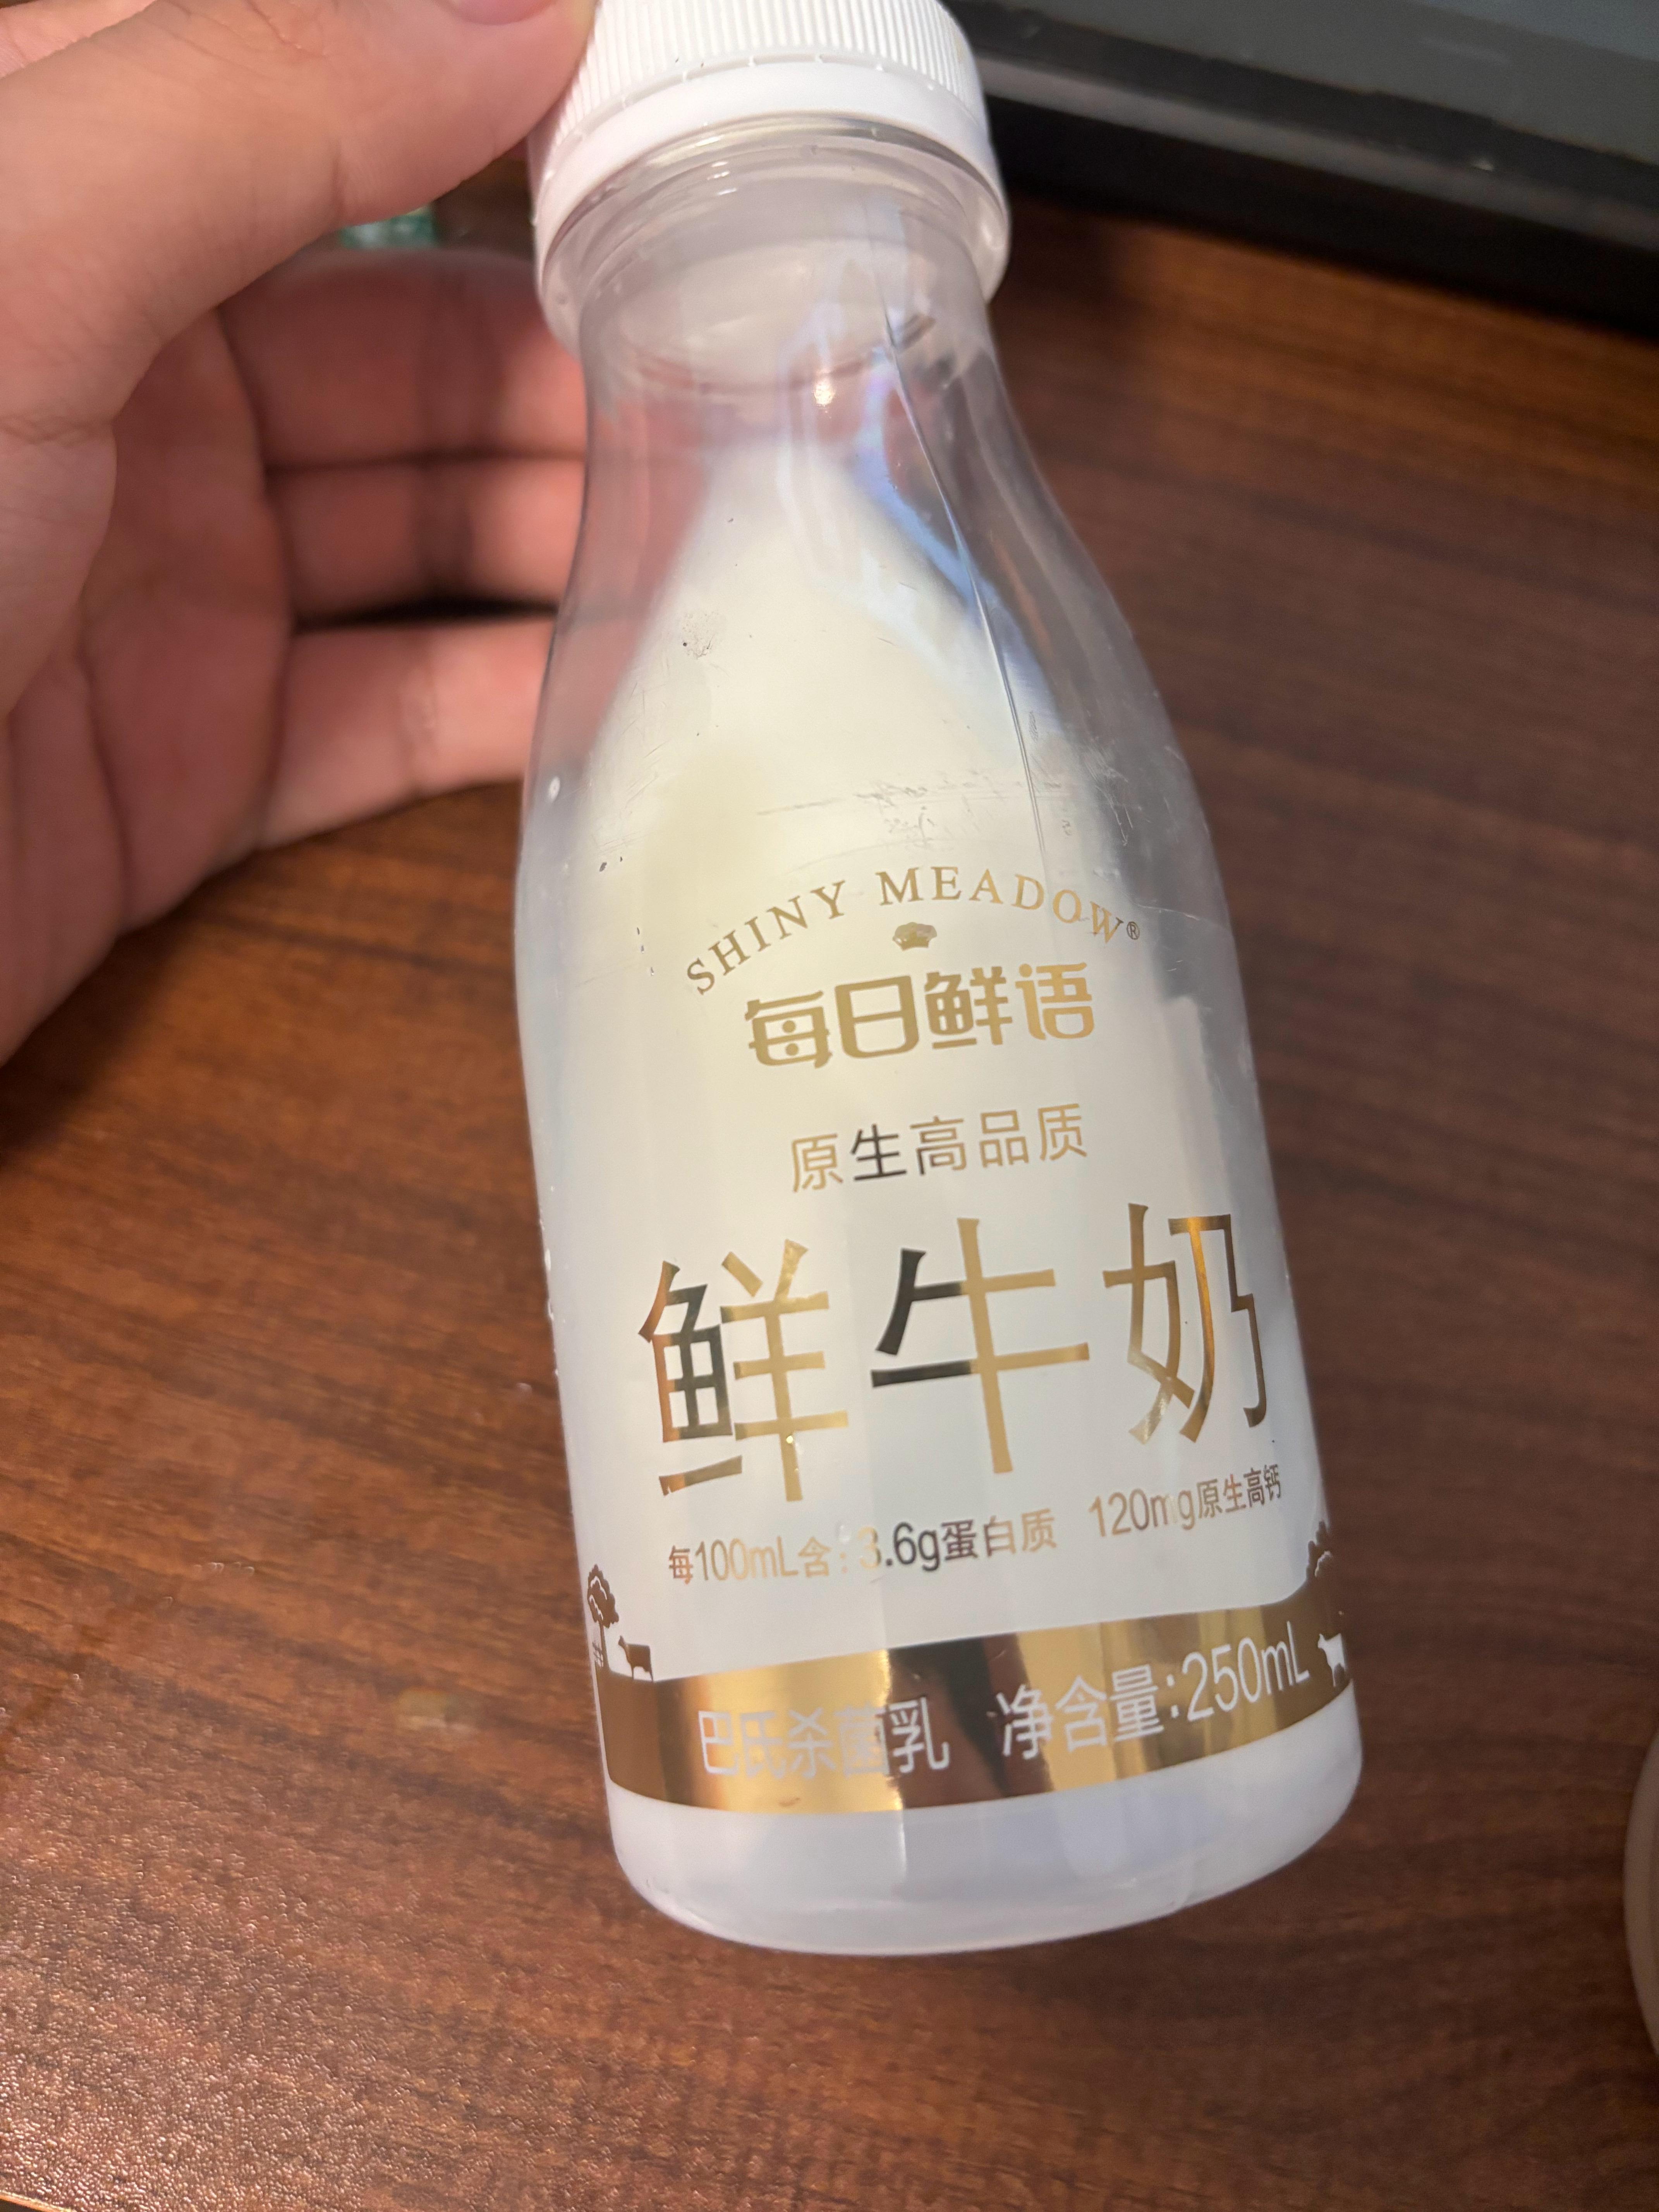 SHINY MEADOW®
每日鲜语
原生高品质
鲜牛奶
每100mL含:3.6g蛋白质 120mg原生高钙
巴氏杀菌乳 净含量:250mL